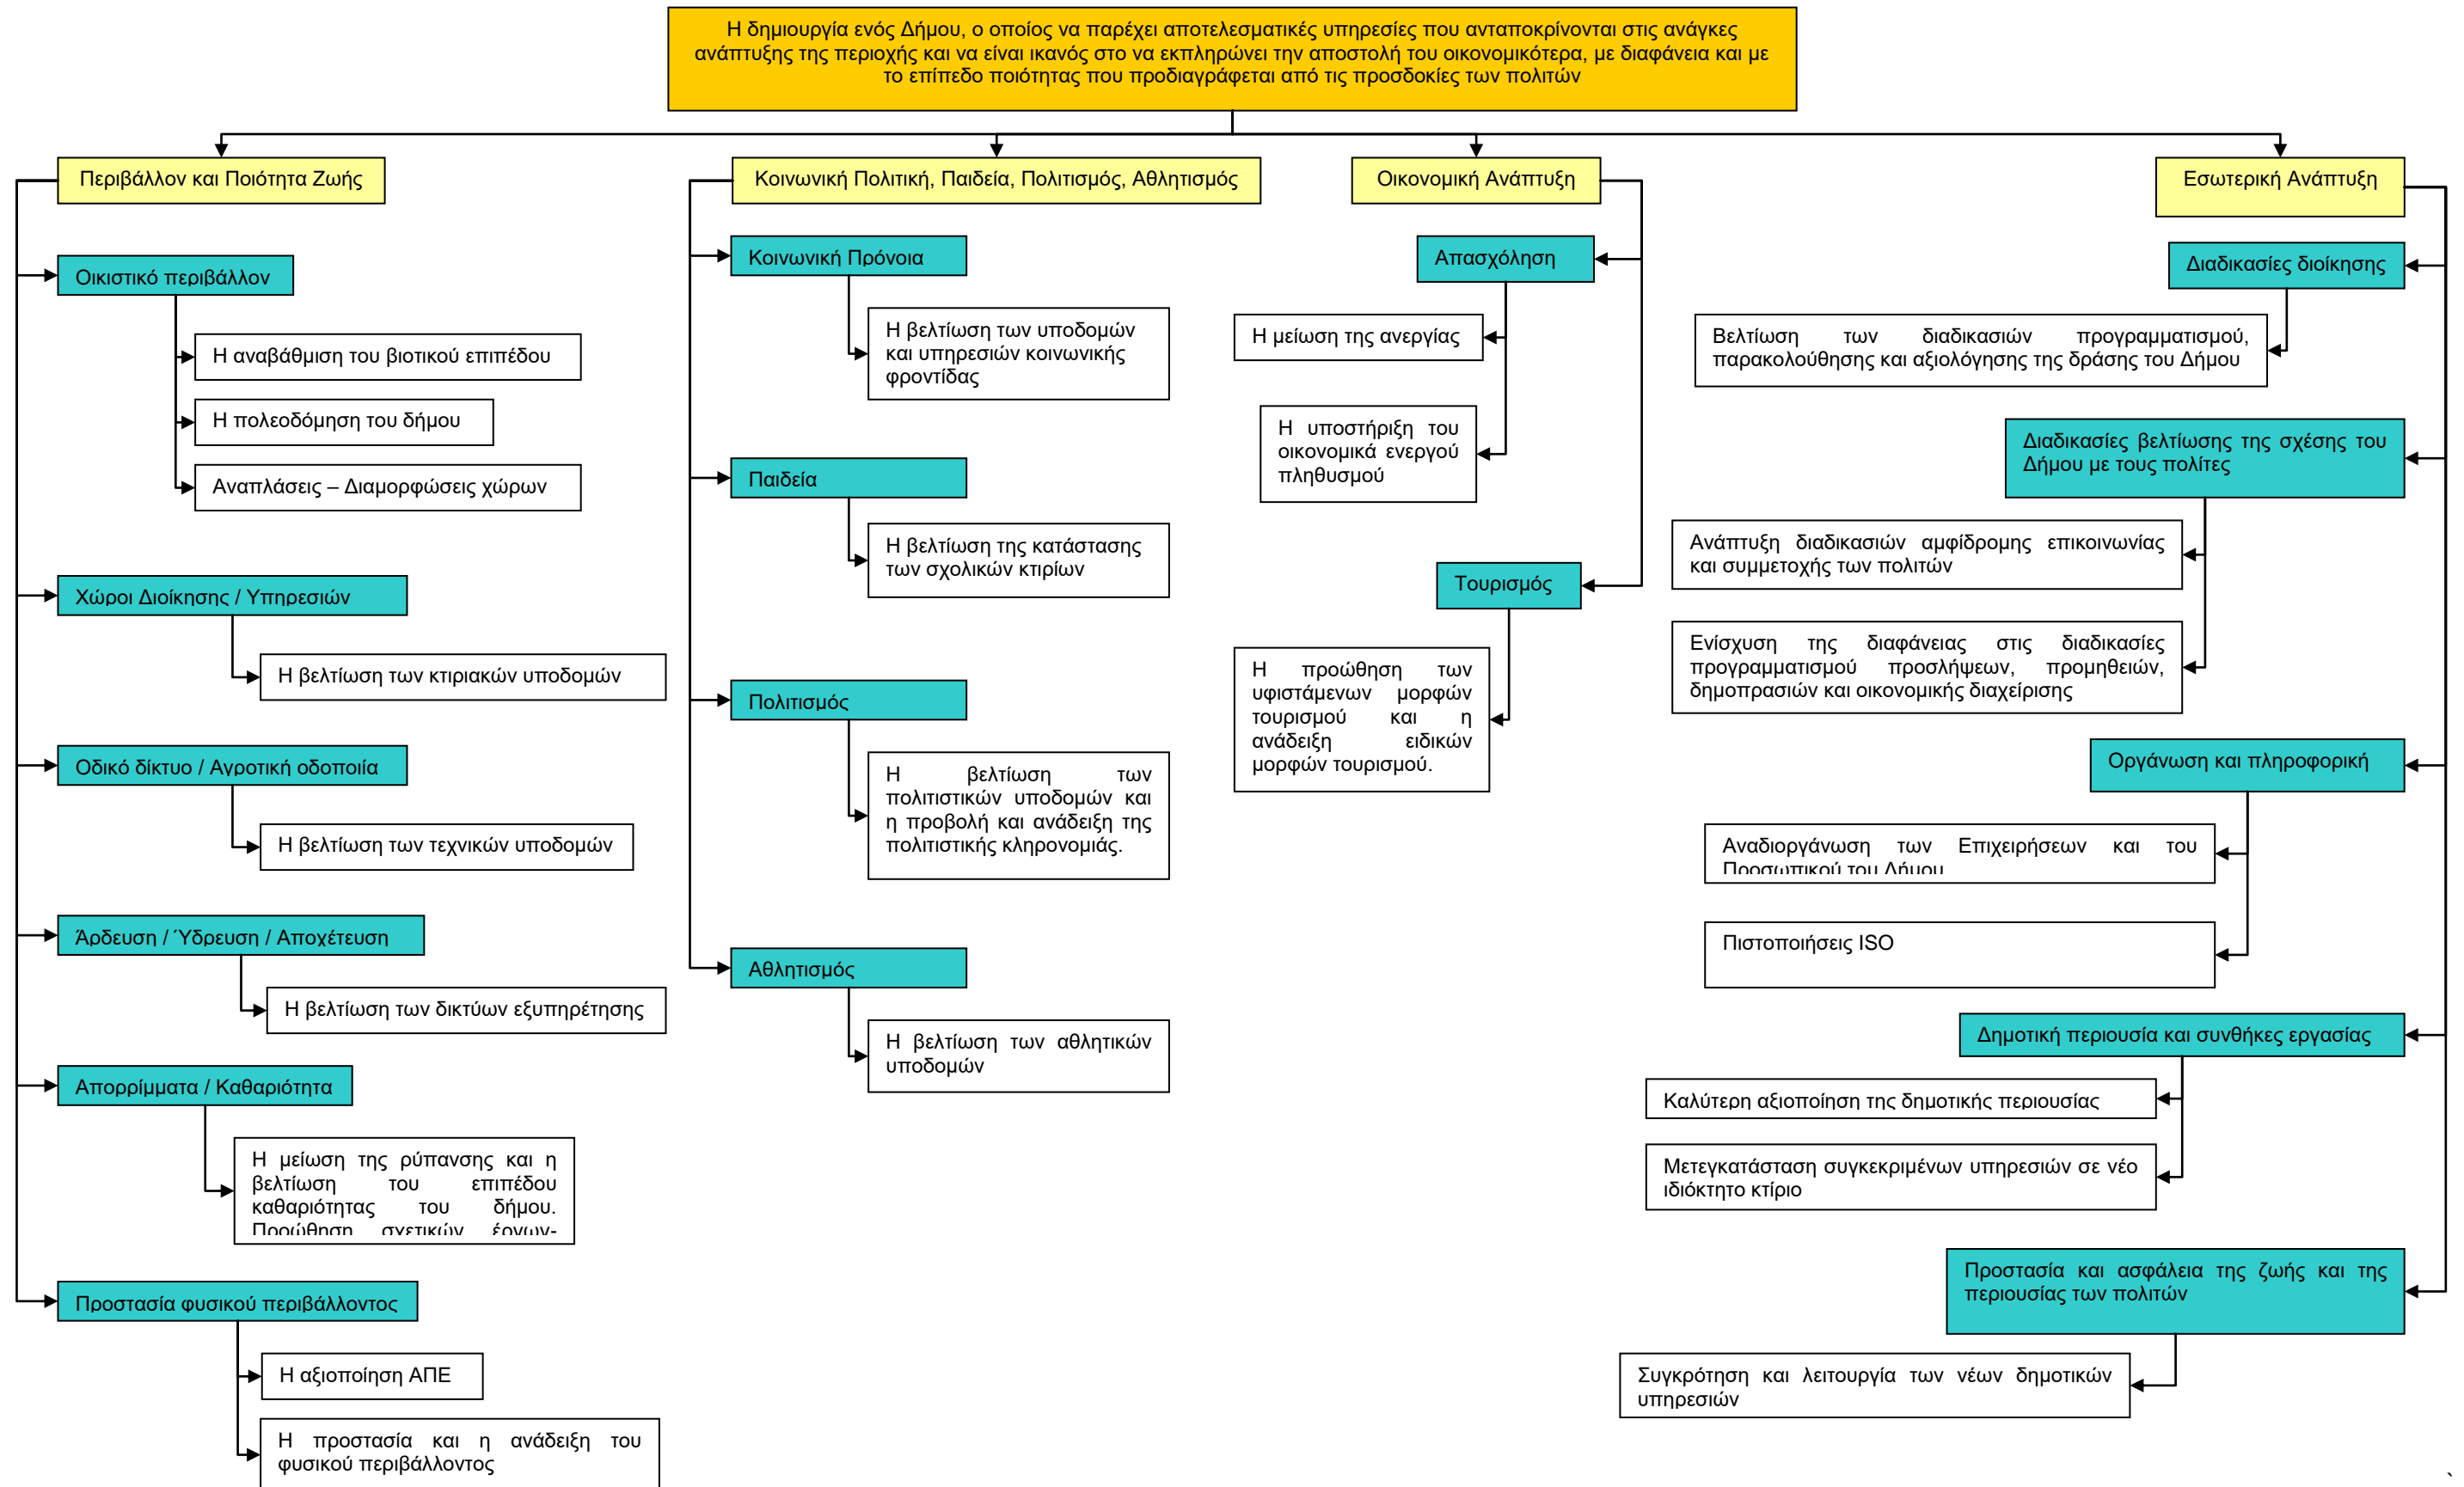 Η δημιουργία ενός Δήμου, ο οποίος να παρέχει αποτελεσματικές υπηρεσίες που ανταποκρίνονται στις ανάγκες
ανάπτυξης της περιοχής και να είναι ικανός στο να εκπληρώνει την αποστολή του οικονομικότερα, με διαφάνεια και με
το επίπεδο ποιότητας που προδιαγράφεται από τις προσδοκίες των πολιτών
Περιβάλλον και Ποιότητα Ζωής
Οικιστικό περιβάλλον
Η αναβάθμιση του βιοτικού επιπέδου
Η πολεοδόμηση του δήμου
Αναπλάσεις – Διαμορφώσεις χώρων
Χώροι Διοίκησης / Υπηρεσιών
Η βελτίωση των κτιριακών υποδομών
Οδικό δίκτυο / Αγροτική οδοποιία
Η βελτίωση των τεχνικών υποδομών
Άρδευση / Ύδρευση / Αποχέτευση
Η βελτίωση των δικτύων εξυπηρέτησης
Απορρίμματα / Καθαριότητα
Η μείωση της ρύπανσης και η
βελτίωση του επιπέδου
καθαριότητας του δήμου.
Προώθηση σχετικών έργων-
Προστασία φυσικού περιβάλλοντος
Η αξιοποίηση ΑΠΕ
Η προστασία και η ανάδειξη του
φυσικού περιβάλλοντος
Κοινωνική Πολιτική, Παιδεία, Πολιτισμός, Αθλητισμός
Κοινωνική Πρόνοια
Η βελτίωση των υποδομών
και υπηρεσιών κοινωνικής
φροντίδας
Παιδεία
Η βελτίωση της κατάστασης
των σχολικών κτιρίων
Πολιτισμός
Η βελτίωση των
πολιτιστικών υποδομών και
η προβολή και ανάδειξη της
πολιτιστικής κληρονομιάς.
Αθλητισμός
Η βελτίωση των αθλητικών
υποδομών
Οικονομική Ανάπτυξη
Απασχόληση
Η μείωση της ανεργίας
Η υποστήριξη του
οικονομικά ενεργού
πληθυσμού
Τουρισμός
Η προώθηση των
υφιστάμενων μορφών
τουρισμού και η
ανάδειξη ειδικών
μορφών τουρισμού.
Εσωτερική Ανάπτυξη
Διαδικασίες διοίκησης
Βελτίωση των διαδικασιών προγραμματισμού,
παρακολούθησης και αξιολόγησης της δράσης του Δήμου
Διαδικασίες βελτίωσης της σχέσης του
Δήμου με τους πολίτες
Ανάπτυξη διαδικασιών αμφίδρομης επικοινωνίας
και συμμετοχής των πολιτών
Ενίσχυση της διαφάνειας στις διαδικασίες
προγραμματισμού προσλήψεων, προμηθειών,
δημοπρασιών και οικονομικής διαχείρισης
Οργάνωση και πληροφορική
Αναδιοργάνωση των Επιχειρήσεων και του
Προσωπικού του Δήμου
Πιστοποιήσεις ISO
Δημοτική περιουσία και συνθήκες εργασίας
Καλύτερη αξιοποίηση της δημοτικής περιουσίας
Μετεγκατάσταση συγκεκριμένων υπηρεσιών σε νέο
ιδιόκτητο κτίριο
Προστασία και ασφάλεια της ζωής και της
περιουσίας των πολιτών
Συγκρότηση και λειτουργία των νέων δημοτικών
υπηρεσιών
`